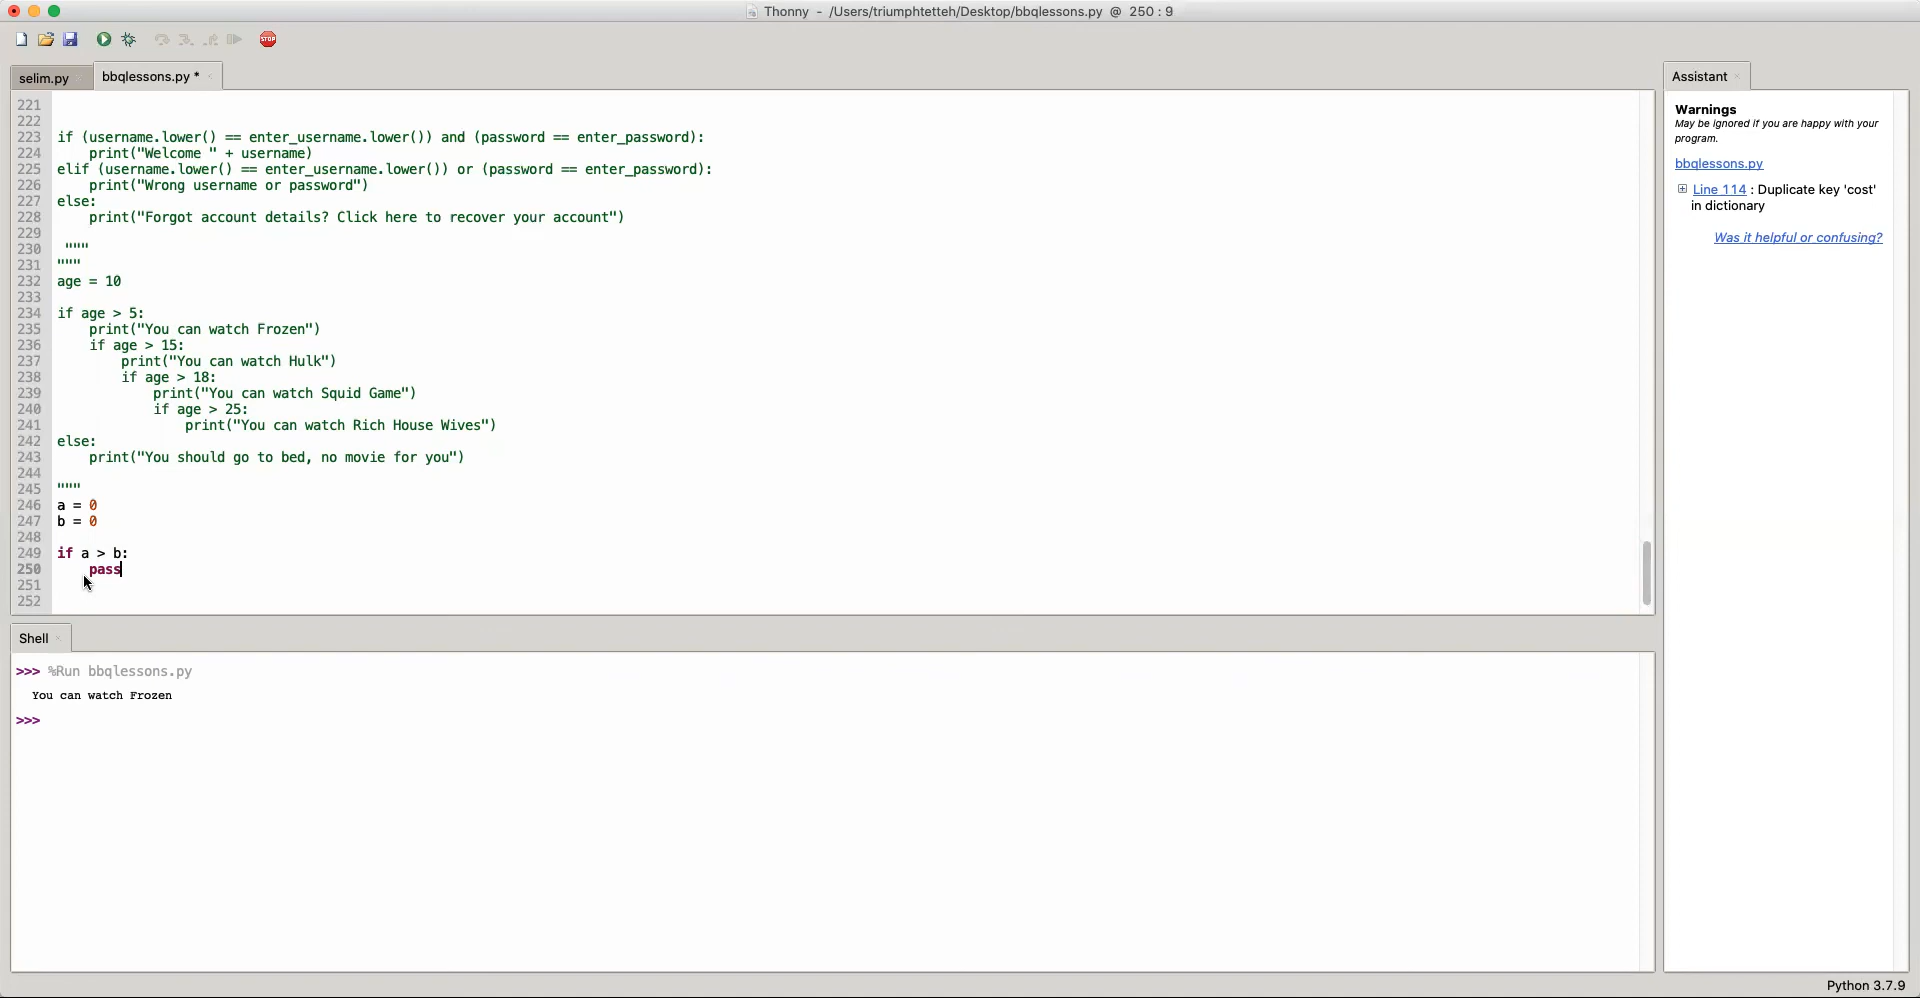 Thonny - /Users/triumphtetteh/Desktop/bbqlessons.py @ 250 : 9
STOP
selim.py
bbqlessons.py *
Assistant
221
222
223 if (username.lower() == enter_username.lower()) and (password == enter_password):
224     print("Welcome " + username)
225 elif (username.lower() == enter_username.lower()) or (password == enter_password):
226     print("Wrong username or password")
227 else:
228     print("Forgot account details? Click here to recover your account")
229
230  """
231 """
232 age = 10
233
234 if age > 5:
235     print("You can watch Frozen")
236     if age > 15:
237         print("You can watch Hulk")
238         if age > 18:
239             print("You can watch Squid Game")
240             if age > 25:
241                 print("You can watch Rich House Wives")
242 else:
243     print("You should go to bed, no movie for you")
244
245 """
246 a = 0
247 b = 0
248
249 if a > b:
250     pass
251
252
Warnings
May be ignored if you are happy with your
program.
bbqlessons.py
Line 114 : Duplicate key 'cost'
in dictionary
Was it helpful or confusing?
Shell
>>> %Run bbqlessons.py
You can watch Frozen
>>>
Python 3.7.9